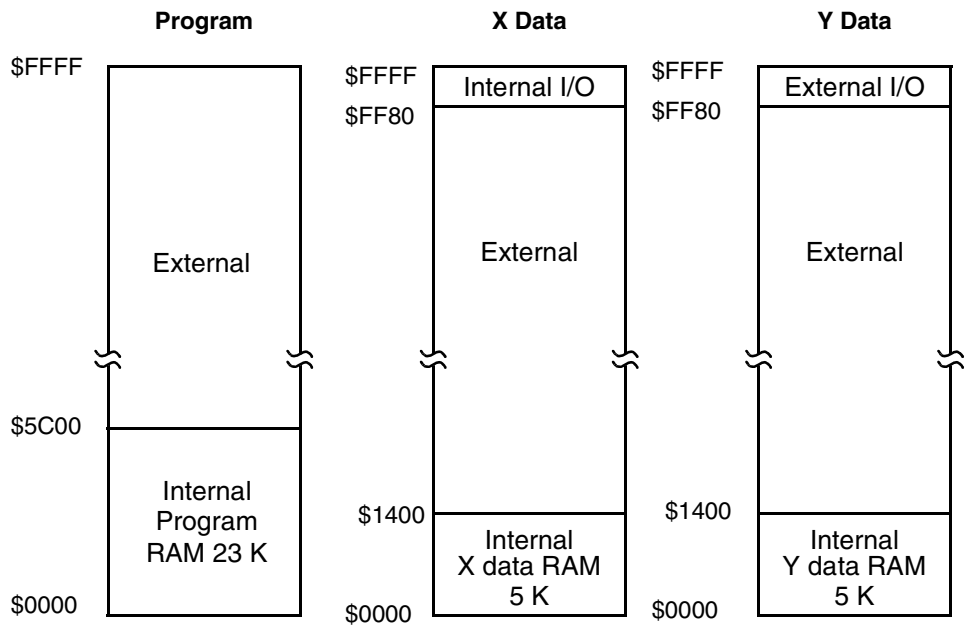 Program
$FFFF
External
$5C00
Internal
Program
RAM 23 K
$0000
X Data
$FFFF
Internal I/O
$FF80
External
$1400
Internal
X data RAM
5 K
$0000
Y Data
$FFFF
External I/O
$FF80
External
$1400
Internal
Y data RAM
5 K
$0000